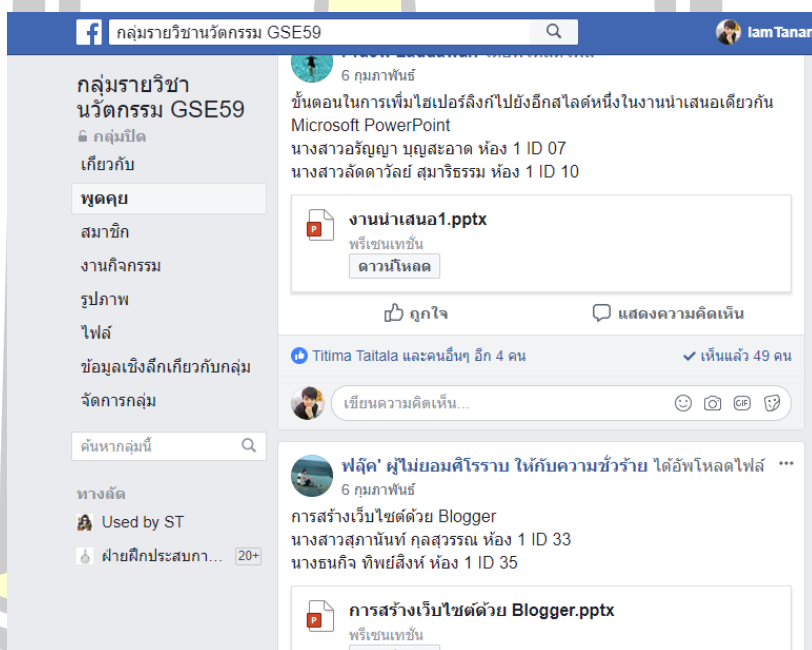 กลุ่มรายวิชานวัตกรรม GSE59
IamTanar
กลุ่มรายวิชา
นวัตกรรม GSE59
กลุ่มปิด
เกี่ยวกับ
พูดคุย
สมาชิก
งานกิจกรรม
รูปภาพ
ไฟล์
ข้อมูลเชิงลึกเกี่ยวกับกลุ่ม
จัดการกลุ่ม
ค้นหากลุ่มนี้
ทางลัด
Used by ST
ฝ่ายฝึกประสบกา... 20+
6 กุมภาพันธ์
ขั้นตอนในการเพิ่มไฮเปอร์ลิงก์ไปยังอีกสไลด์หนึ่งในงานนำเสนอเดียวกัน
Microsoft PowerPoint
นางสาวอรัญญา บุญสะอาด ห้อง 1 ID 07
นางสาวลัดดาวัลย์ สุมาริธรรม ห้อง 1 ID 10
งานนำเสนอ1.pptx
พรีเซนเทชั่น
ดาวน์โหลด
ถูกใจ แสดงความคิดเห็น
Titima Taitala และคนอื่นๆ อีก 4 คน เห็นแล้ว 49 คน
เขียนความคิดเห็น...
GIF
ฟลุ๊ค' ผู้ไม่ยอมศิโรราบ ให้กับความชั่วร้าย ได้อัพโหลดไฟล์
6 กุมภาพันธ์
การสร้างเว็บไซต์ด้วย Blogger
นางสาวสุภานันท์ กุลสุวรรณ ห้อง 1 ID 33
นางธนกิจ ทิพย์สิงห์ ห้อง 1 ID 35
การสร้างเว็บไซต์ด้วย Blogger.pptx
พรีเซนเทชั่น